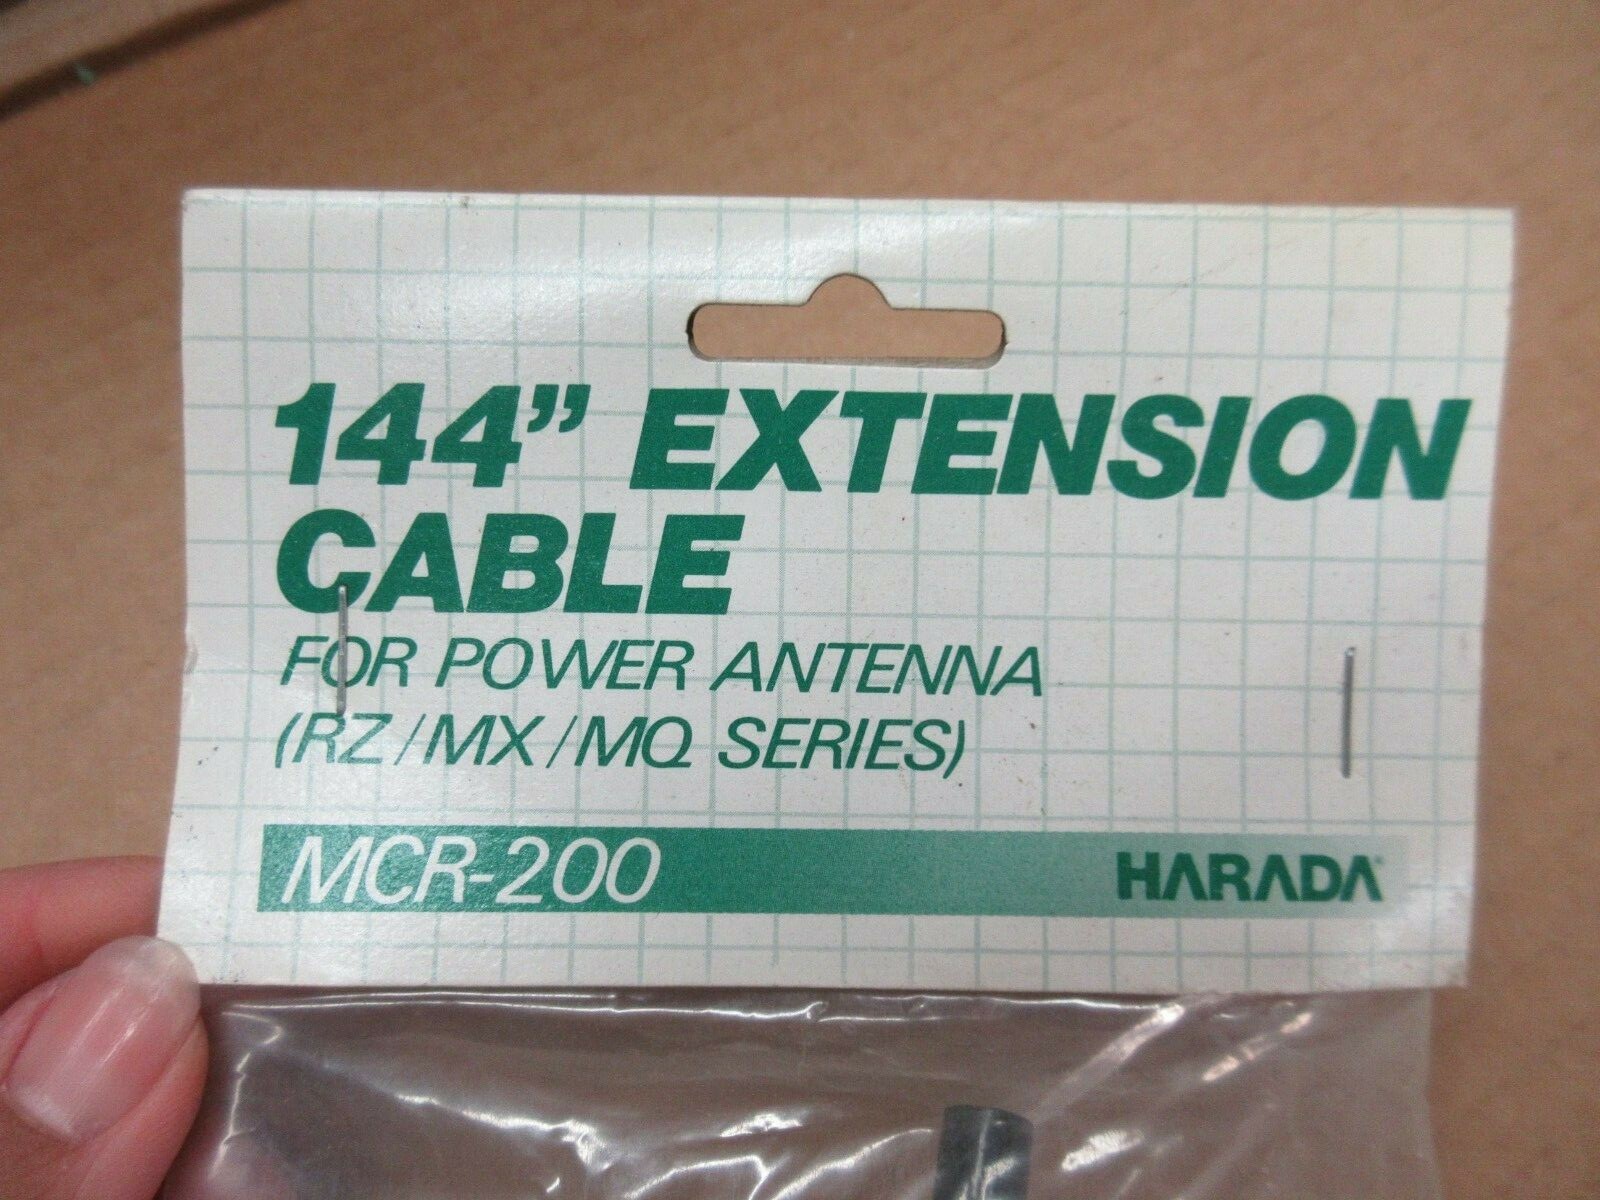 144” EXTENSION
CABLE
FOR POWER ANTENNA
(RZ/MX/MQ SERIES)
MCR-200 HARADA